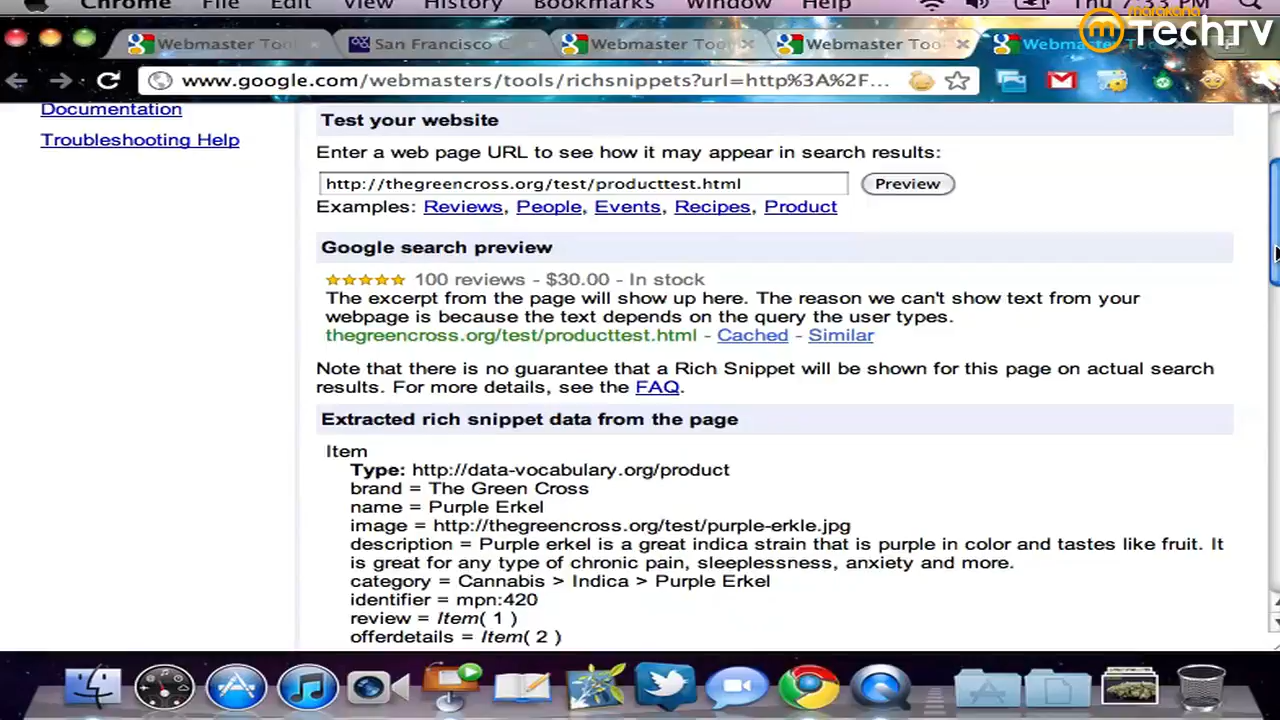 Chrome File Edit View History Bookmarks Window Help Thu 7:33 PM
marakana
TechTV
Webmaster Too
San Francisco C
Webmaster Too
Webmaster Too
Webmaster
www.google.com/webmasters/tools/richsnippets?url=http%3A%2F...
Documentation
Troubleshooting Help
Test your website
Enter a web page URL to see how it may appear in search results:
http://thegreencross.org/test/producttest.html Preview
Examples: Reviews, People, Events, Recipes, Product
Google search preview
100 reviews - $30.00 - In stock
The excerpt from the page will show up here. The reason we can't show text from your
webpage is because the text depends on the query the user types.
thegreencross.org/test/producttest.html - Cached - Similar
Note that there is no guarantee that a Rich Snippet will be shown for this page on actual search
results. For more details, see the FAQ.
Extracted rich snippet data from the page
Item
Type: http://data-vocabulary.org/product
brand = The Green Cross
name = Purple Erkel
image = http://thegreencross.org/test/purple-erkle.jpg
description = Purple erkel is a great indica strain that is purple in color and tastes like fruit. It
is great for any type of chronic pain, sleeplessness, anxiety and more.
category = Cannabis > Indica > Purple Erkel
identifier = mpn:420
review = Item( 1 )
offerdetails = Item( 2 )